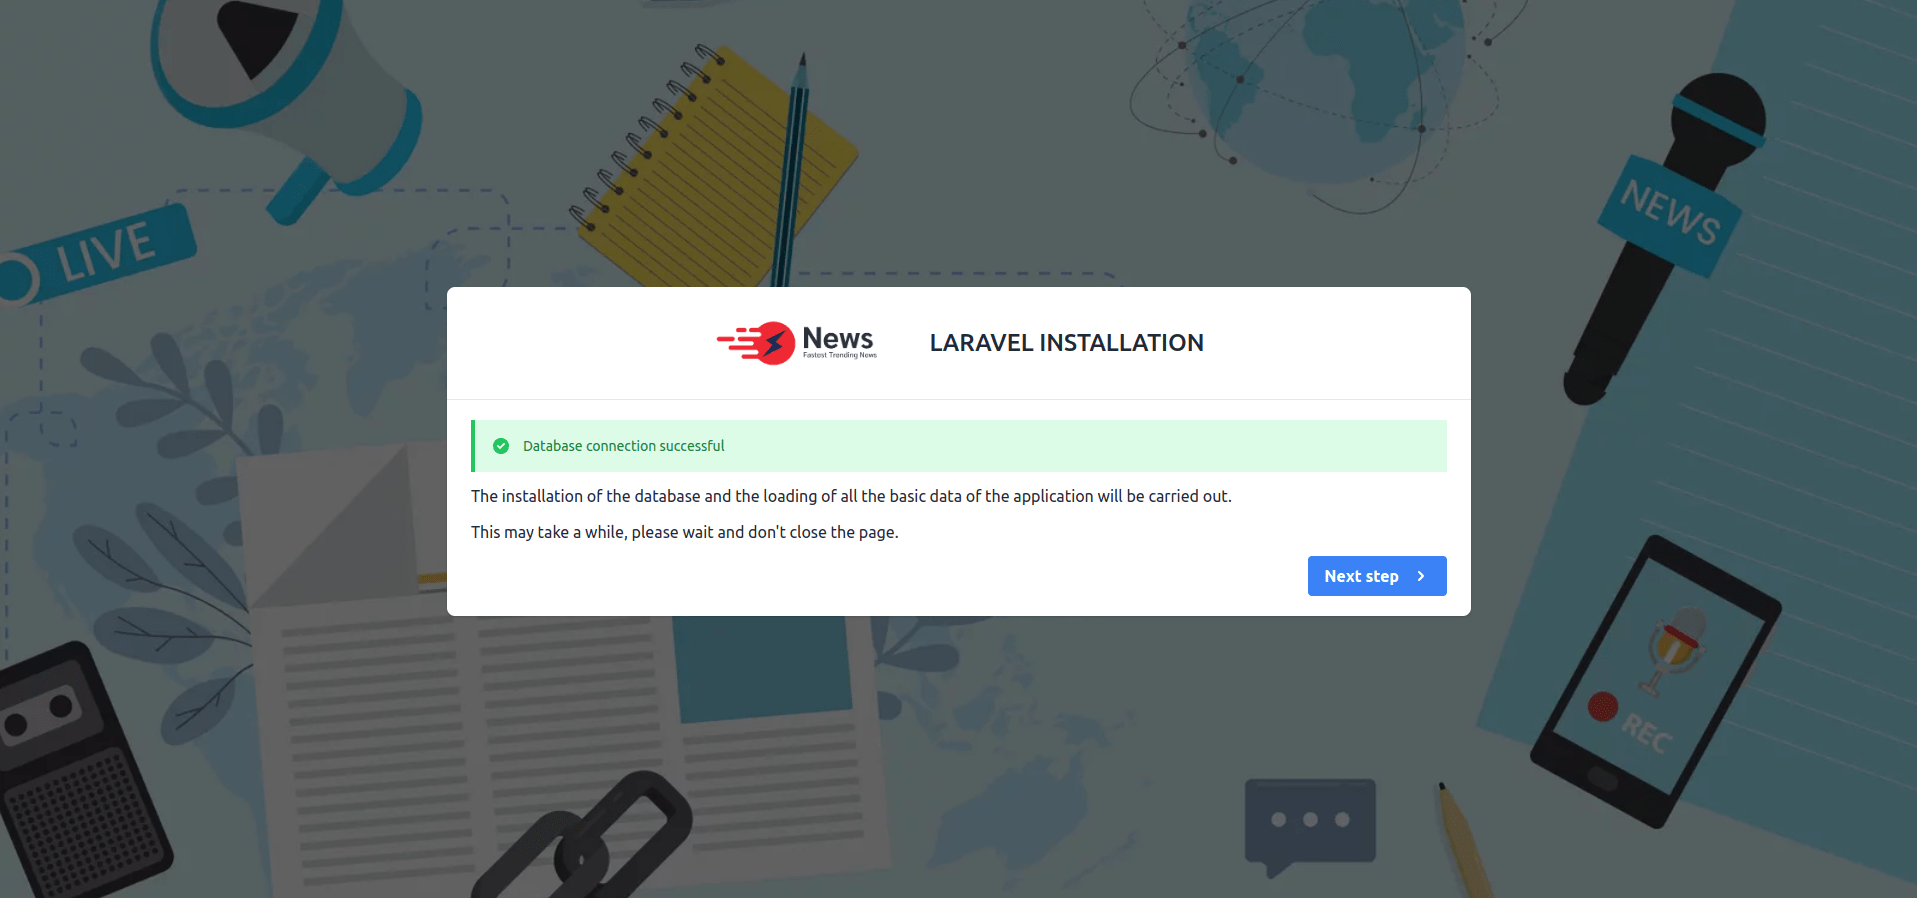 LIVE
NEWS
News
Fastest Trending News
LARAVEL INSTALLATION
Database connection successful
The installation of the database and the loading of all the basic data of the application will be carried out.
This may take a while, please wait and don't close the page.
Next step
REC